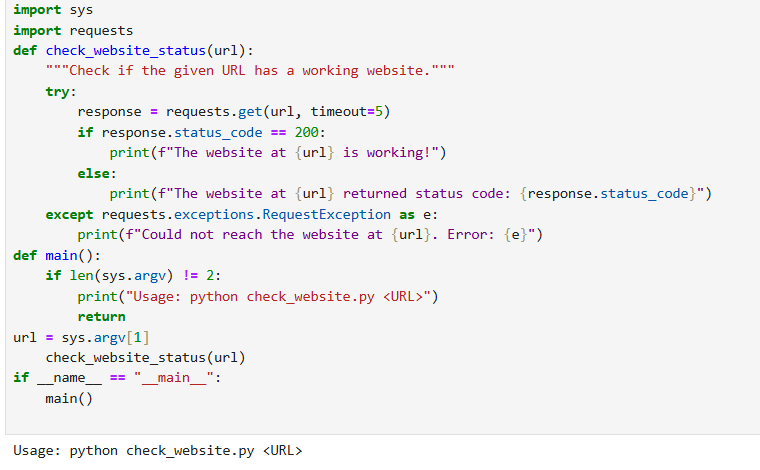 import sys
import requests
def check_website_status(url):
    """Check if the given URL has a working website."""
    try:
        response = requests.get(url, timeout=5)
        if response.status_code == 200:
            print(f"The website at {url} is working!")
        else:
            print(f"The website at {url} returned status code: {response.status_code}")
    except requests.exceptions.RequestException as e:
        print(f"Could not reach the website at {url}. Error: {e}")
def main():
    if len(sys.argv) != 2:
        print("Usage: python check_website.py <URL>")
        return
url = sys.argv[1]
    check_website_status(url)
if __name__ == "__main__":
    main()
Usage: python check_website.py <URL>